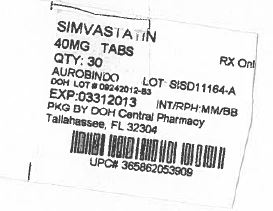 SIMVASTATIN
40MG TABS
RX Onl
QTY: 30
AUROBINDO LOT: SISD11164-A
DOH LOT # 09242012-B3
EXP:03312013 INT/RPH:MM/BB
PKG BY DOH Central Pharmacy
Tallahassee, FL 32304
UPC# 365862053909